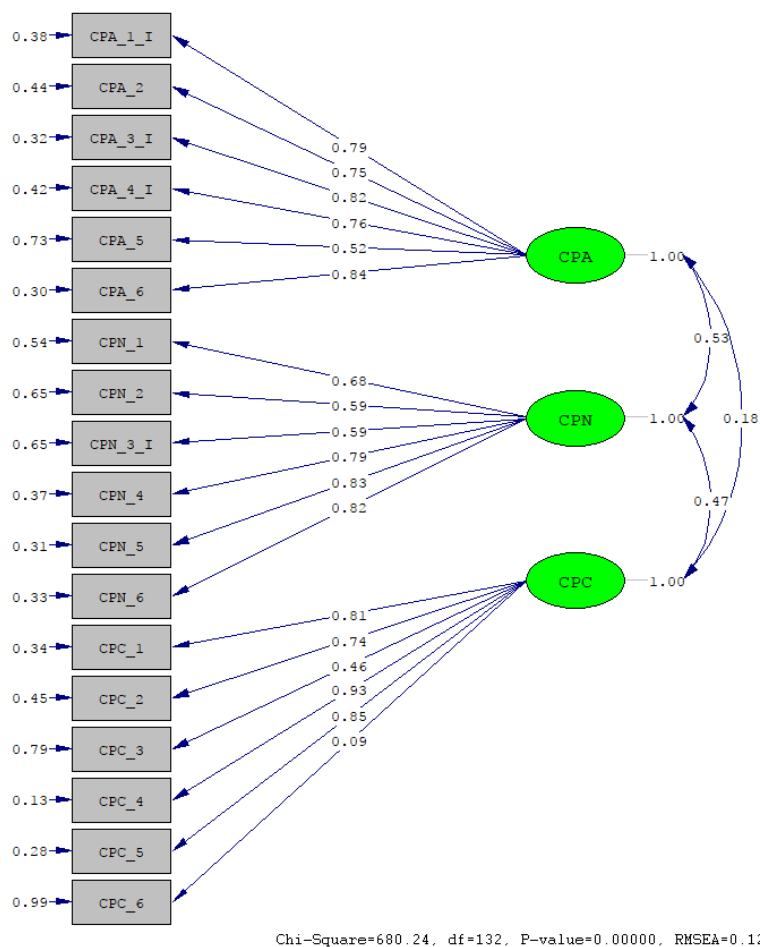 0.38 CPA_1_I
0.44 CPA_2
0.32 CPA_3_I
0.42 CPA_4_I
0.73 CPA_5
0.30 CPA_6
0.54 CPN_1
0.65 CPN_2
0.65 CPN_3_I
0.37 CPN_4
0.31 CPN_5
0.33 CPN_6
0.34 CPC_1
0.45 CPC_2
0.79 CPC_3
0.13 CPC_4
0.28 CPC_5
0.99 CPC_6
0.79
0.75
0.82
0.76
0.52
0.84
0.68
0.59
0.59
0.79
0.83
0.82
0.81
0.74
0.46
0.93
0.85
0.09
CPA 1.00
CPN 1.00
CPC 1.00
0.53
0.18
0.47
Chi-Square=680.24, df=132, P-value=0.00000, RMSEA=0.12